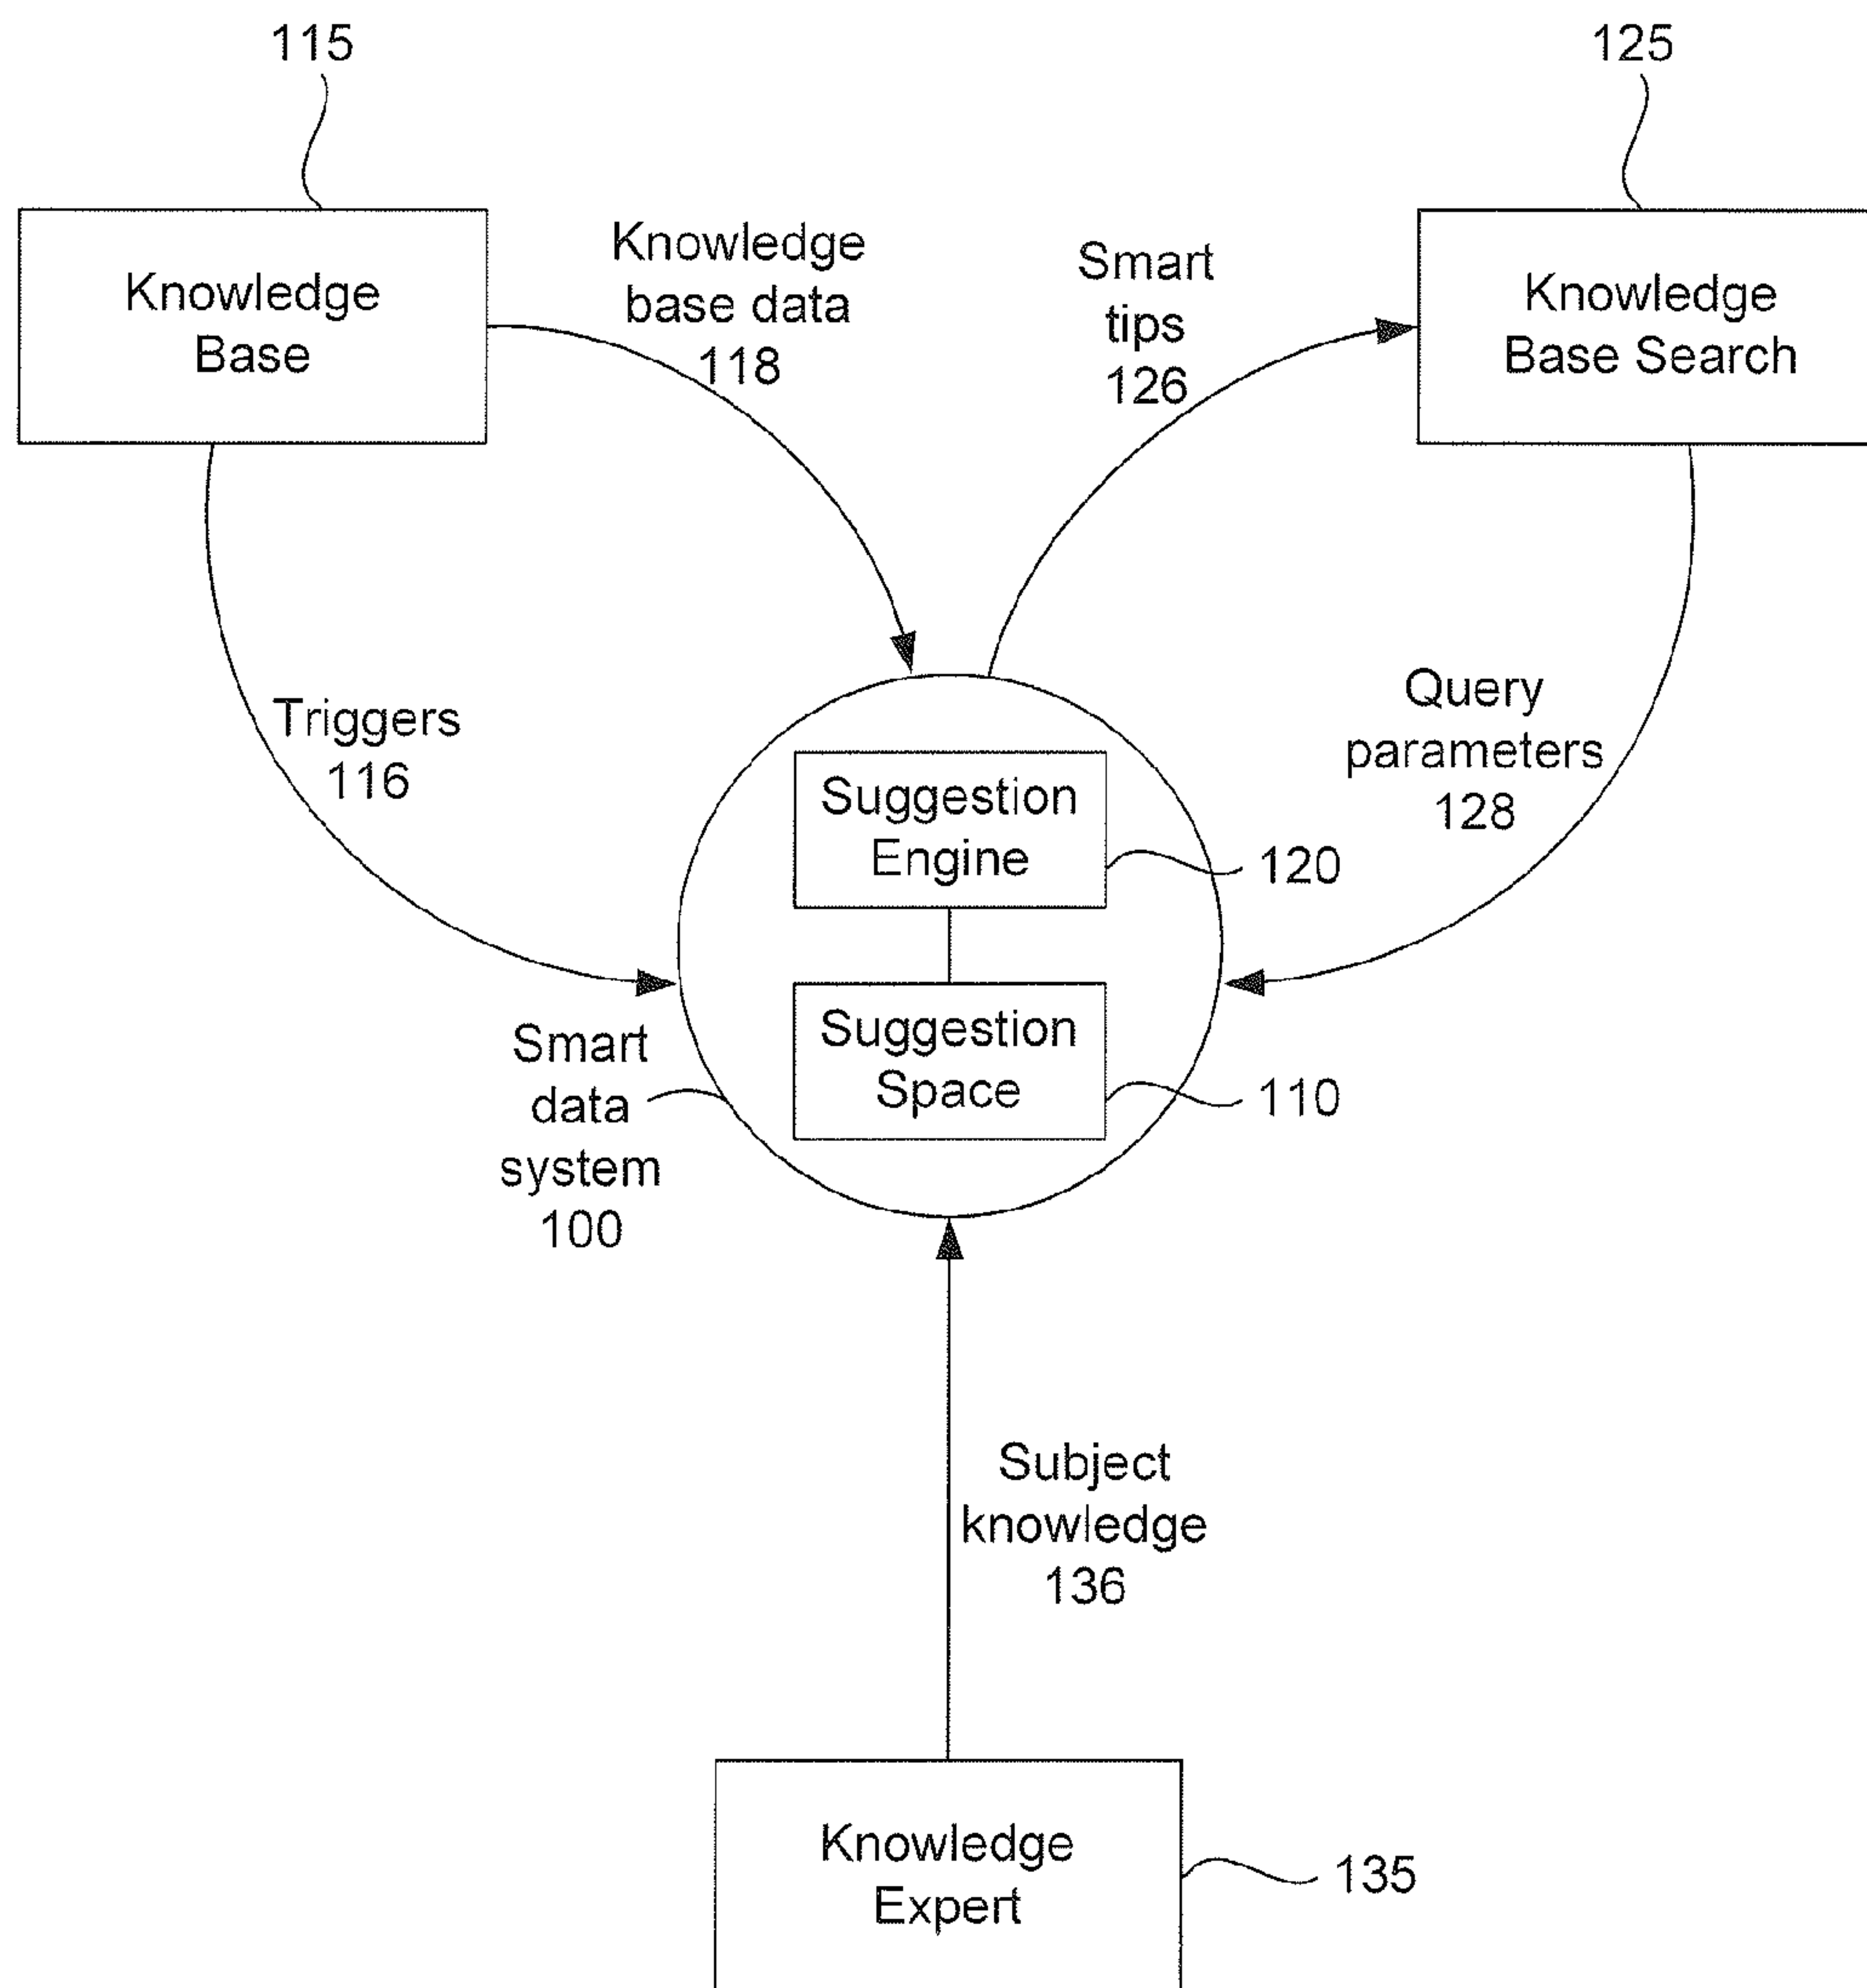 115
125
Knowledge
Base
Knowledge
base data
118
Smart
tips
126
Knowledge
Base Search
Triggers
116
Query
parameters
128
Suggestion
Engine
120
Suggestion
Space
110
Smart
data
system
100
Subject
knowledge
136
Knowledge
Expert
135